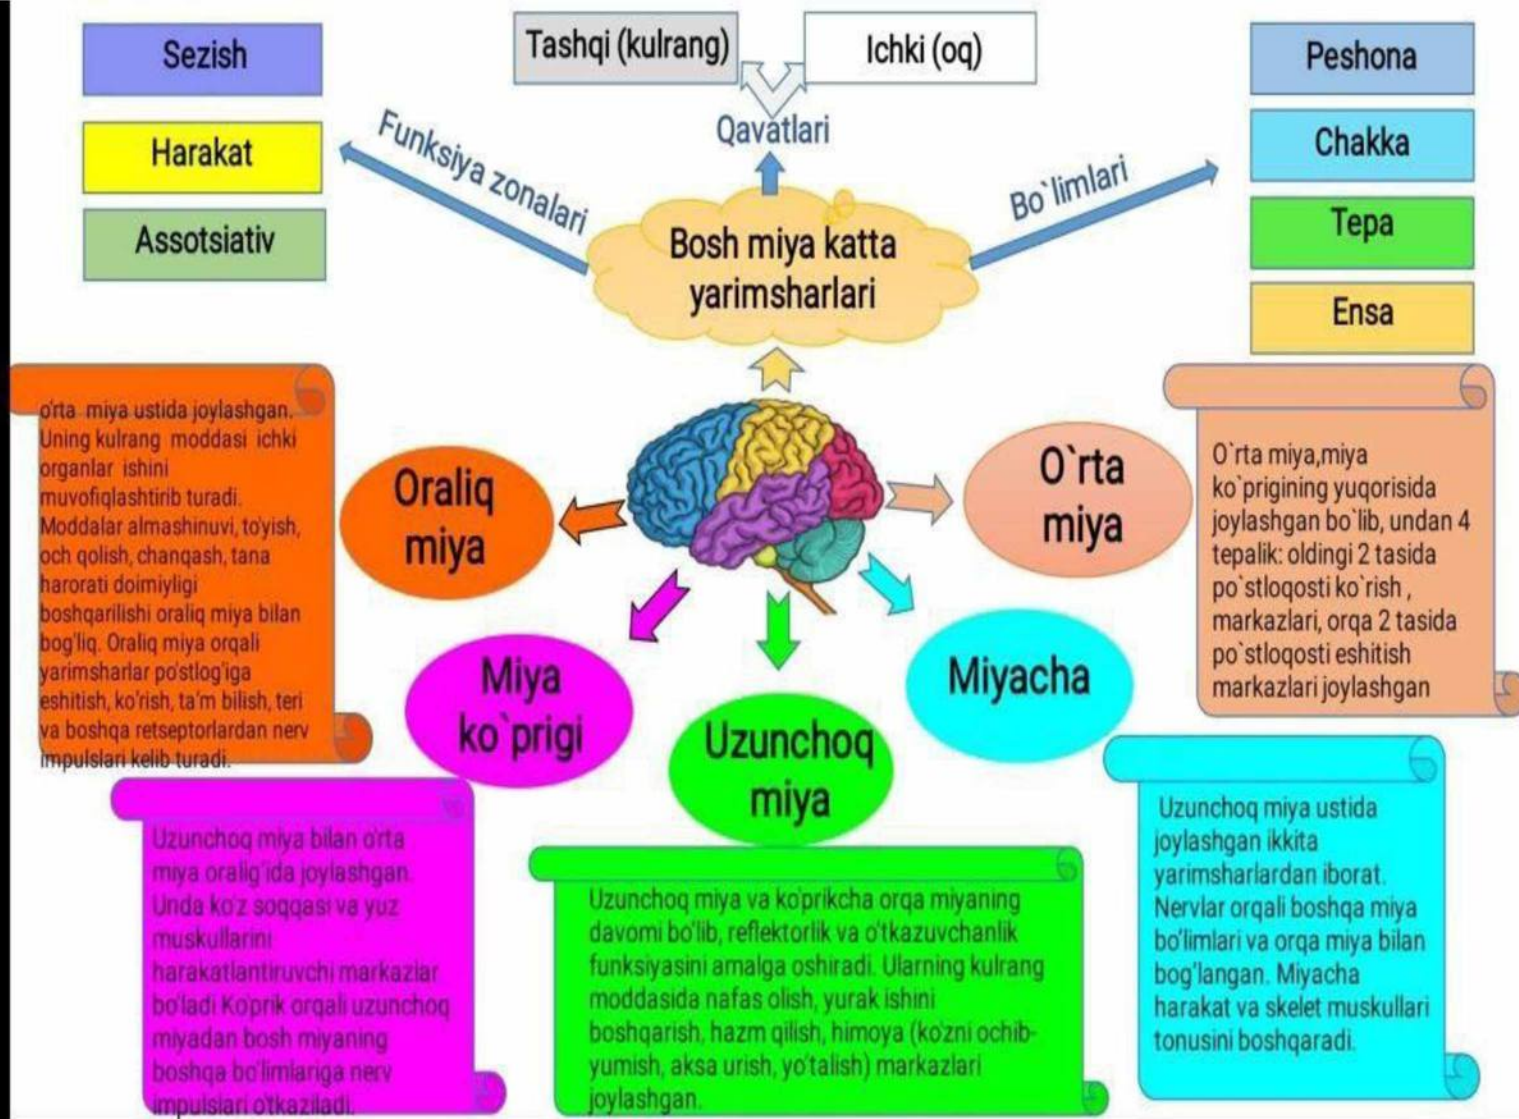 Sezish
Harakat
Assotsiativ
Funksiya zonalari
Tashqi (kulrang)
Ichki (oq)
Qavatlari
Bosh miya katta
yarimsharlari
Bo`limlari
Peshona
Chakka
Tepa
Ensa
o'rta miya ustida joylashgan.
Uning kulrang moddasi ichki
organlar ishini
muvofiqlashtirib turadi.
Moddalar almashinuvi, to'yish,
och qolish, chanqash, tana
harorati doimiyligi
boshqarilishi oraliq miya bilan
bog'liq. Oraliq miya orqali
yarimsharlar po'stlog'iga
eshitish, ko'rish, ta'm bilish, teri
va boshqa retseptorlardan nerv
impulslari kelib turadi.
Oraliq
miya
O`rta
miya
O`rta miya,miya
ko`prigining yuqorisida
joylashgan bo`lib, undan 4
tepalik: oldingi 2 tasida
po`stloqosti ko`rish ,
markazlari, orqa 2 tasida
po`stloqosti eshitish
markazlari joylashgan
Miya
ko`prigi
Uzunchoq
miya
Miyacha
Uzunchoq miya bilan o'rta
miya oralig'ida joylashgan.
Unda ko'z soqqasi va yuz
muskullarini
harakatlantiruvchi markazlar
bo'ladi Ko'prik orqali uzunchoq
miyadan bosh miyaning
boshqa bo'limlariga nerv
impulslari o'tkaziladi.
Uzunchoq miya va ko'prikcha orqa miyaning
davomi bo'lib, reflektorlik va o'tkazuvchanlik
funksiyasini amalga oshiradi. Ularning kulrang
moddasida nafas olish, yurak ishini
boshqarish, hazm qilish, himoya (ko'zni ochib-
yumish, aksa urish, yo'talish) markazlari
joylashgan.
Uzunchoq miya ustida
joylashgan ikkita
yarimsharlardan iborat.
Nervlar orqali boshqa miya
bo'limlari va orqa miya bilan
bog'langan. Miyacha
harakat va skelet muskullari
tonusini boshqaradi.